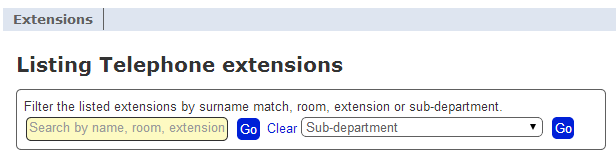 Extensions
Listing Telephone extensions
Filter the listed extensions by surname match, room, extension or sub-department.
Search by name, room, extension Go Clear Sub-department Go